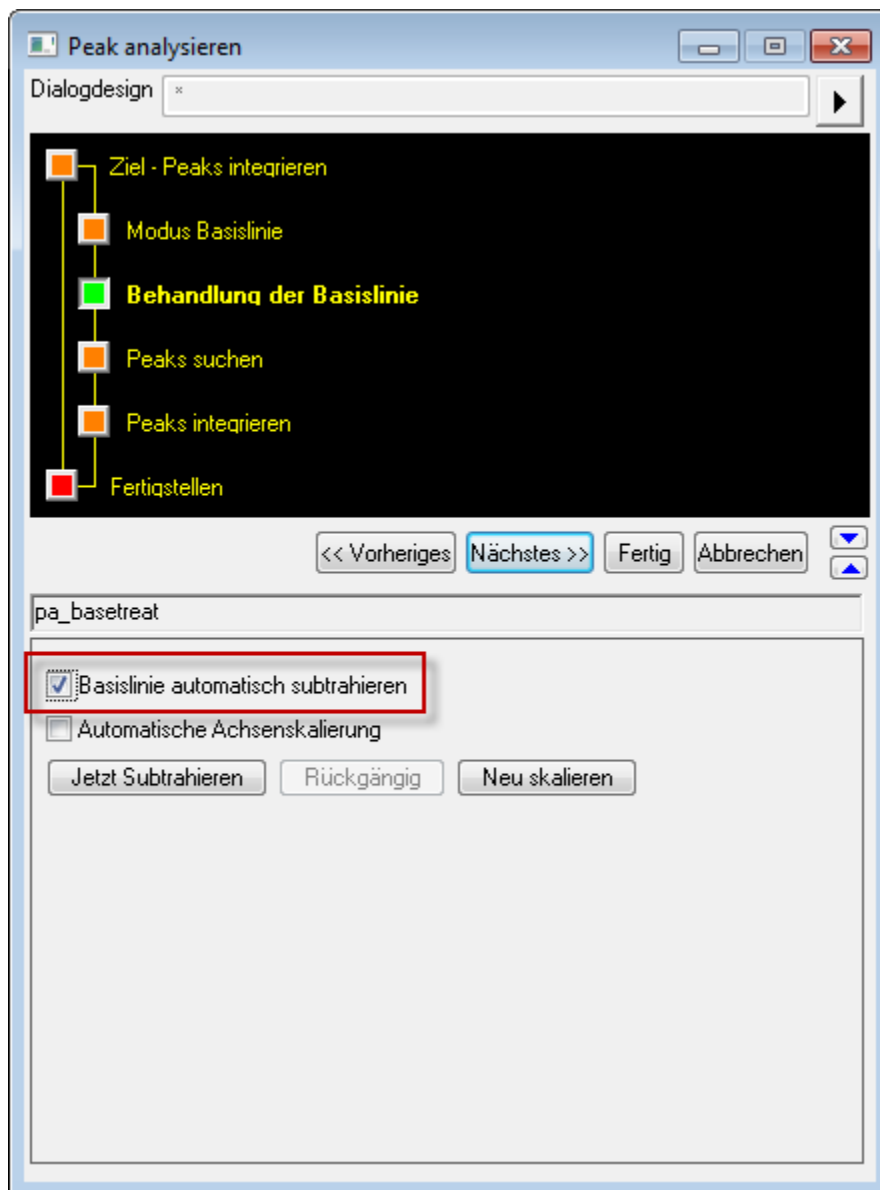 Peak analysieren
Dialogdesign *
Ziel - Peaks integrieren
Modus Basislinie
Behandlung der Basislinie
Peaks suchen
Peaks integrieren
Fertigstellen
<< Vorheriges Nächstes >> Fertig Abbrechen
pa_basetreat
Basislinie automatisch subtrahieren
Automatische Achsenskalierung
Jetzt Subtrahieren Rückgängig Neu skalieren